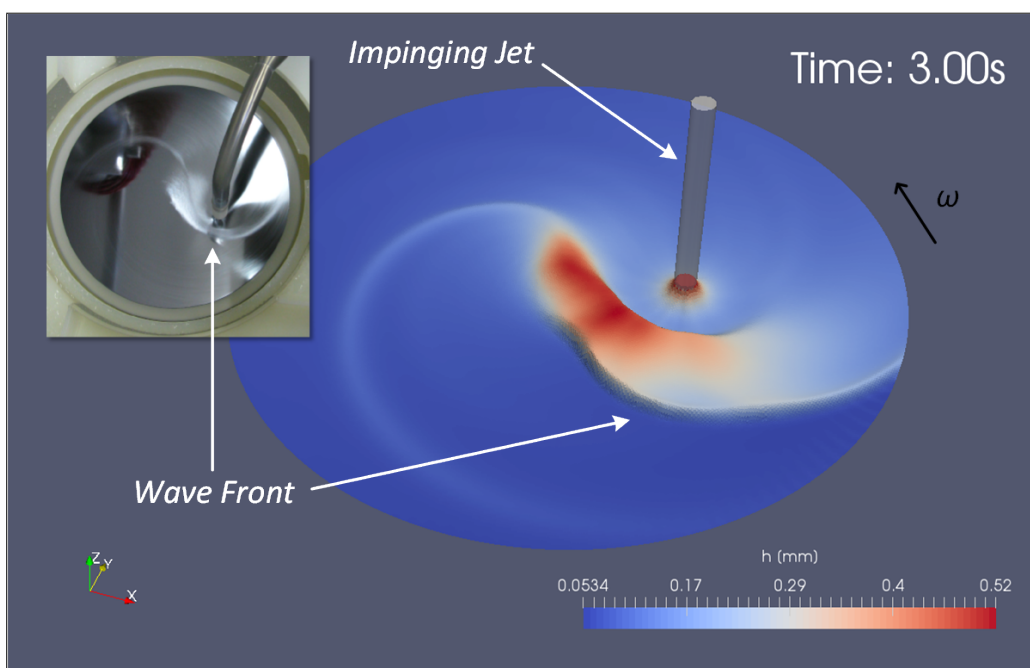 Impinging Jet
Time: 3.00s
ω
Wave Front
Z
Y
X
h (mm)
0.0534 0.17 0.29 0.4 0.52